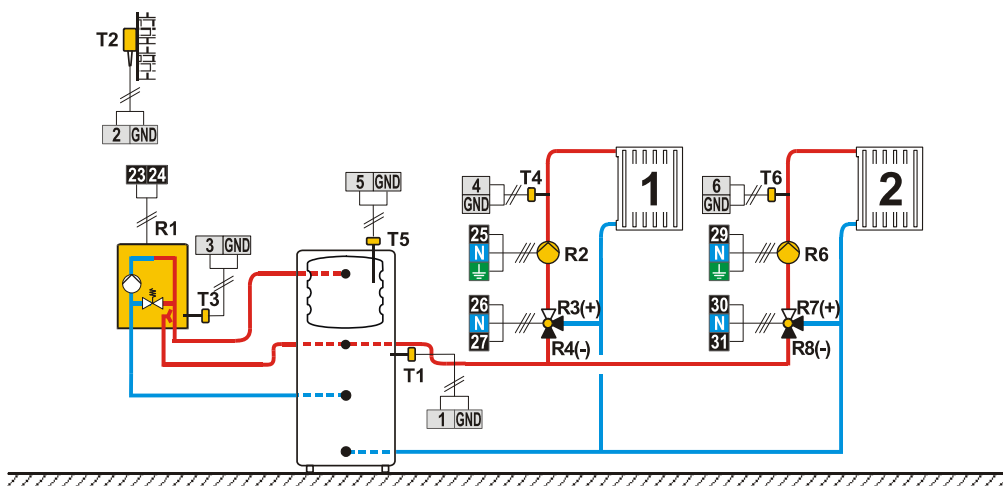 T2
2 GND
23 24
R1
3 GND
T3
5 GND
T5
T1
1 GND
4
GND
T4
25
N
R2
26
N
27
R3(+)
R4(-)
1
6
GND
T6
29
N
R6
30
N
31
R7(+)
R8(-)
2